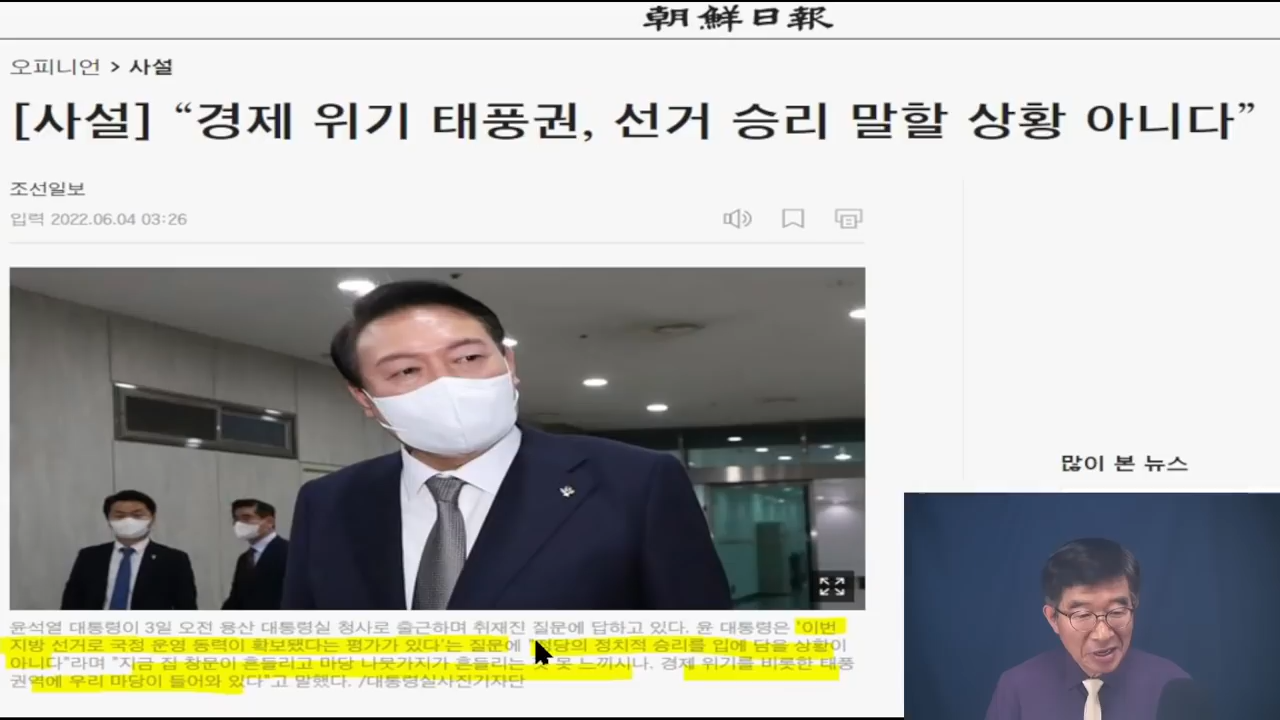 朝鮮日報
오피니언 > 사설
[사설] “경제 위기 태풍권, 선거 승리 말할 상황 아니다”
조선일보
입력 2022.06.04 03:26
많이 본 뉴스
윤석열 대통령이 3일 오전 용산 대통령실 청사로 출근하며 취재진 질문에 답하고 있다. 윤 대통령은 '이번
지방 선거로 국정 운영 동력이 확보됐다는 평가가 있다'는 질문에 정치적 승리를 입에 담을 상황이
아니다"라며 "지금 집 창문이 흔들리고 마당 나뭇가지가 흔들리는 못 느끼시나. 경제 위기를 비롯한 태풍
권역에 우리 마당이 들어와 있다"고 말했다. /대통령실사진기자단